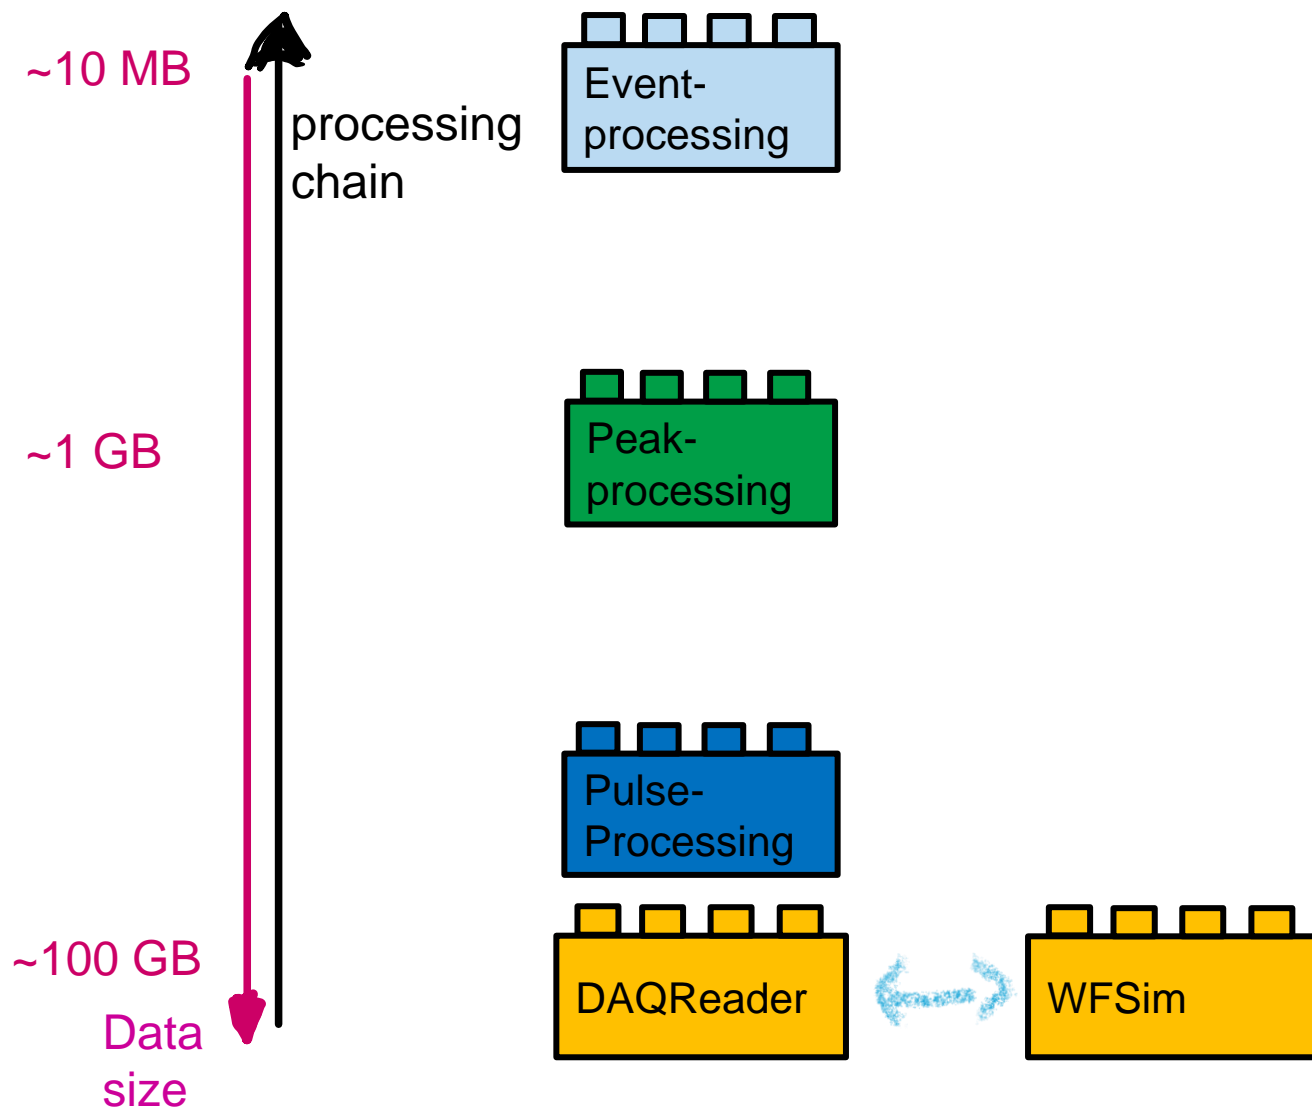 ~10 MB
processing
chain
Event-
processing
~1 GB
Peak-
processing
Pulse-
Processing
~100 GB
Data
size
DAQReader
WFSim